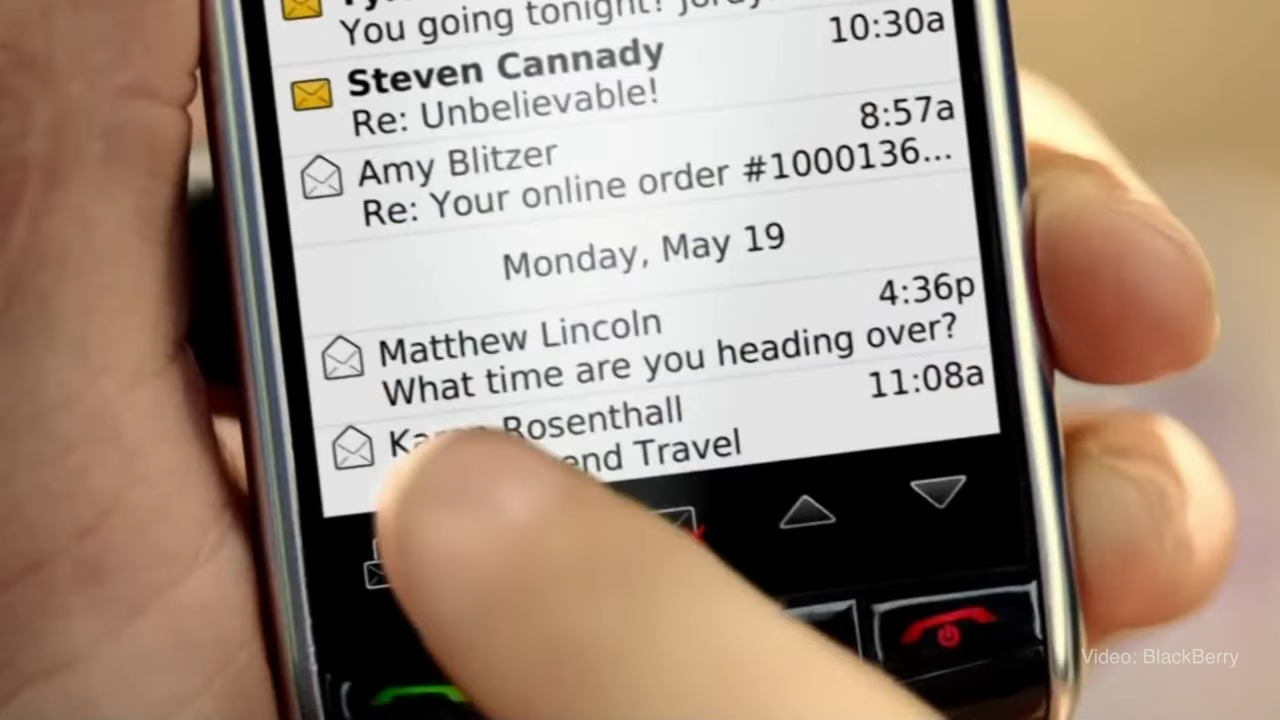 You going tonight?
Steven Cannady
10:30a
Re: Unbelievable!
Amy Blitzer
8:57a
Re: Your online order #1000136...
Monday, May 19
Matthew Lincoln
4:36p
What time are you heading over?
Rosenthall
11:08a
Travel
Video: BlackBerry